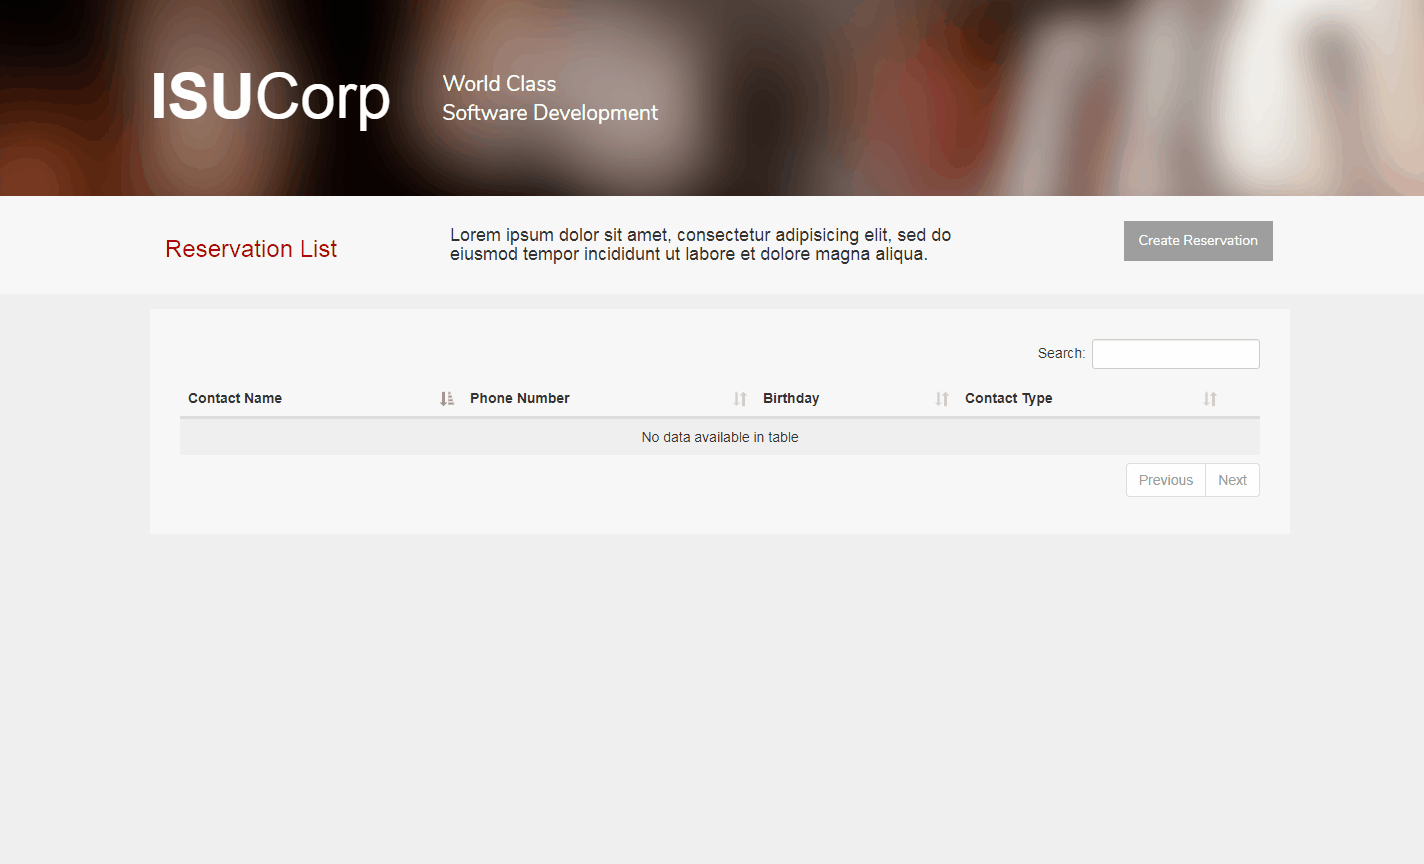 ISUCorp
World Class
Software Development
Reservation List
Lorem ipsum dolor sit amet, consectetur adipisicing elit, sed do
eiusmod tempor incididunt ut labore et dolore magna aliqua.
Create Reservation
Search:
Contact Name Phone Number Birthday Contact Type
No data available in table
Previous Next